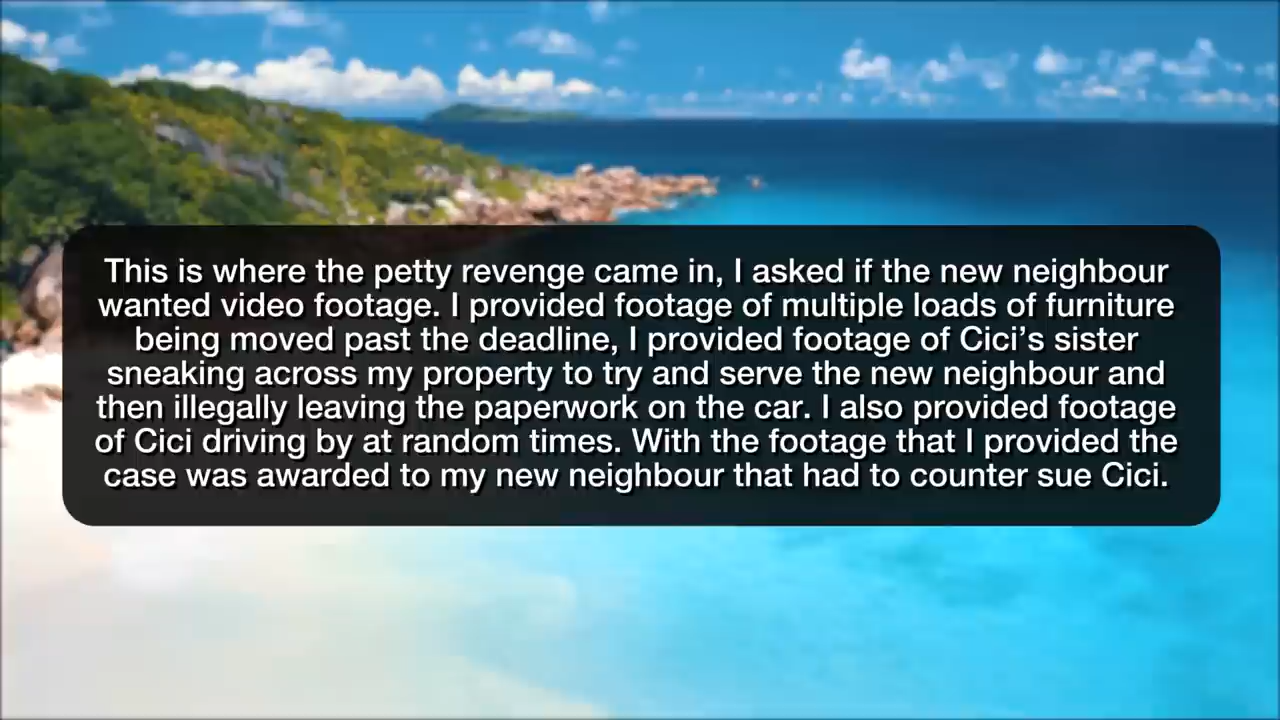 This is where the petty revenge came in, I asked if the new neighbour
wanted video footage. I provided footage of multiple loads of furniture
being moved past the deadline, I provided footage of Cici’s sister
sneaking across my property to try and serve the new neighbour and
then illegally leaving the paperwork on the car. I also provided footage
of Cici driving by at random times. With the footage that I provided the
case was awarded to my new neighbour that had to counter sue Cici.